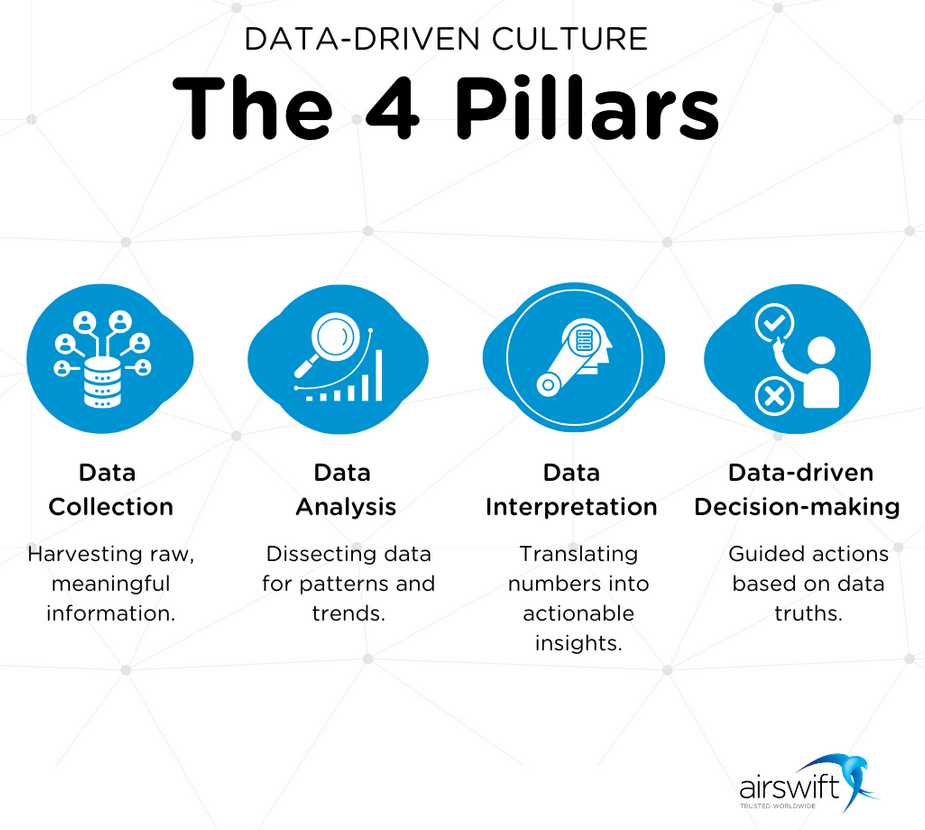 DATA-DRIVEN CULTURE
The 4 Pillars
Data
Collection
Harvesting raw,
meaningful
information.
Data
Analysis
Dissecting data
for patterns and
trends.
Data
Interpretation
Translating
numbers into
actionable
insights.
Data-driven
Decision-making
Guided actions
based on data
truths.
airswift
TRUSTED WORLDWIDE